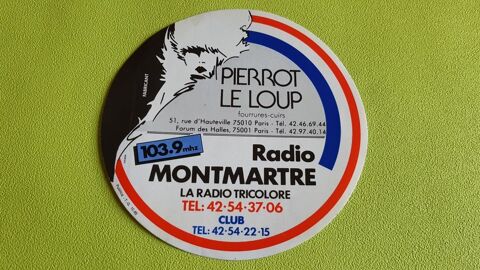 FABRICANT
PIERROT
LE LOUP
fourrures-cuirs
51, rue d'Hauteville 75010 Paris - Tél. 42.46.69.44
Forum des Halles, 75001 Paris - Tél. 42.97.40.14
103.9 mhz
Radio
MONTMARTRE
LA RADIO TRICOLORE
TEL: 42·54·37·06
CLUB
TEL: 42·54·22·15